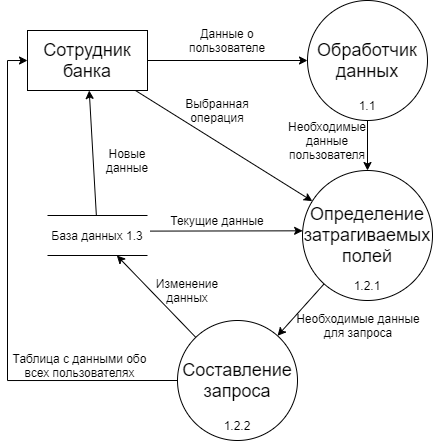 Сотрудник
банка
Данные о
пользователе
Обработчик
данных
1.1
Выбранная
операция
Необходимые
данные
пользователя
Новые
данные
База данных 1.3
Текущие данные
Определение
затрагиваемых
полей
1.2.1
Изменение
данных
Необходимые данные
для запроса
Таблица с данными обо
всех пользователях
Составление
запроса
1.2.2